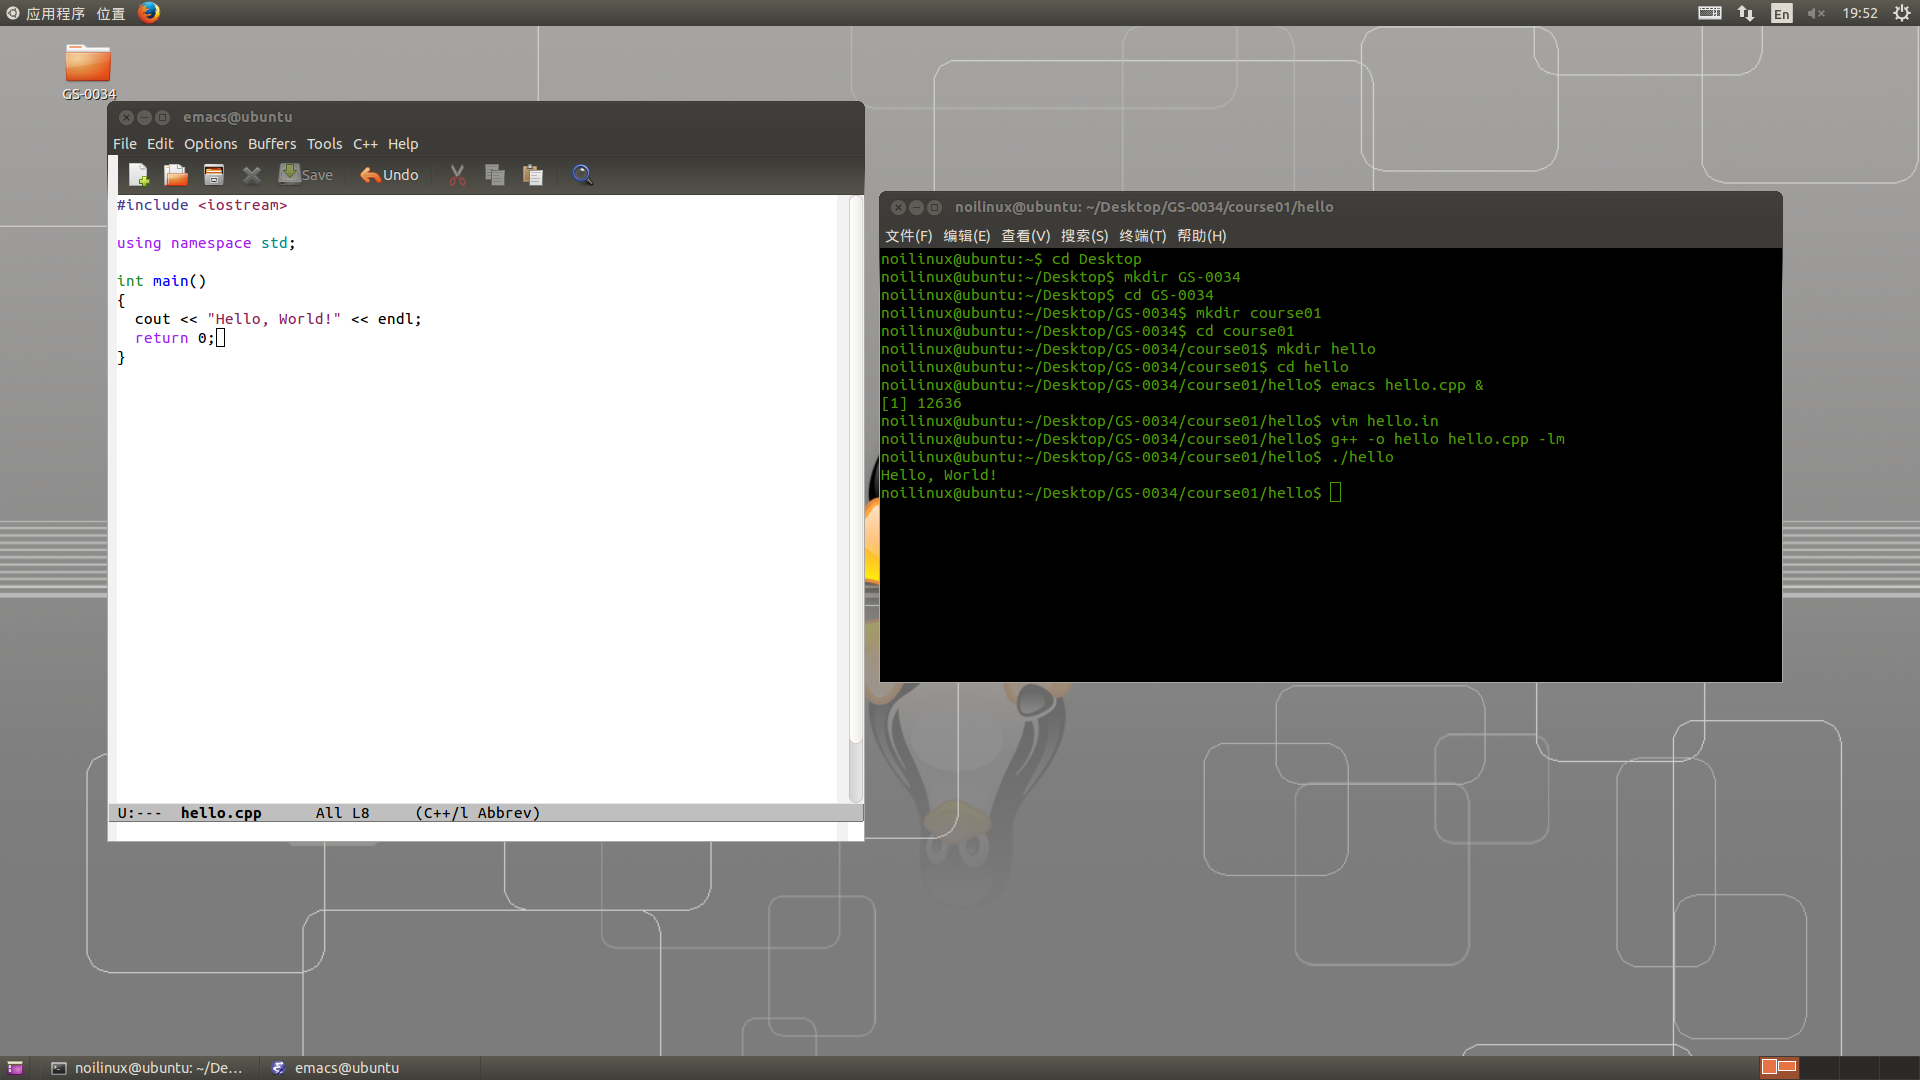 应用程序 位置
En 19:52
GS-0034
emacs@ubuntu
File Edit Options Buffers Tools C++ Help
Save Undo
#include <iostream>
using namespace std;
int main()
{
  cout << "Hello, World!" << endl;
  return 0;
}
U:--- hello.cpp All L8 (C++/l Abbrev)
noilinux@ubuntu: ~/Desktop/GS-0034/course01/hello
文件(F) 编辑(E) 查看(V) 搜索(S) 终端(T) 帮助(H)
noilinux@ubuntu:~$ cd Desktop
noilinux@ubuntu:~/Desktop$ mkdir GS-0034
noilinux@ubuntu:~/Desktop$ cd GS-0034
noilinux@ubuntu:~/Desktop/GS-0034$ mkdir course01
noilinux@ubuntu:~/Desktop/GS-0034$ cd course01
noilinux@ubuntu:~/Desktop/GS-0034/course01$ mkdir hello
noilinux@ubuntu:~/Desktop/GS-0034/course01$ cd hello
noilinux@ubuntu:~/Desktop/GS-0034/course01/hello$ emacs hello.cpp &
[1] 12636
noilinux@ubuntu:~/Desktop/GS-0034/course01/hello$ vim hello.in
noilinux@ubuntu:~/Desktop/GS-0034/course01/hello$ g++ -o hello hello.cpp -lm
noilinux@ubuntu:~/Desktop/GS-0034/course01/hello$ ./hello
Hello, World!
noilinux@ubuntu:~/Desktop/GS-0034/course01/hello$
noilinux@ubuntu: ~/De... emacs@ubuntu